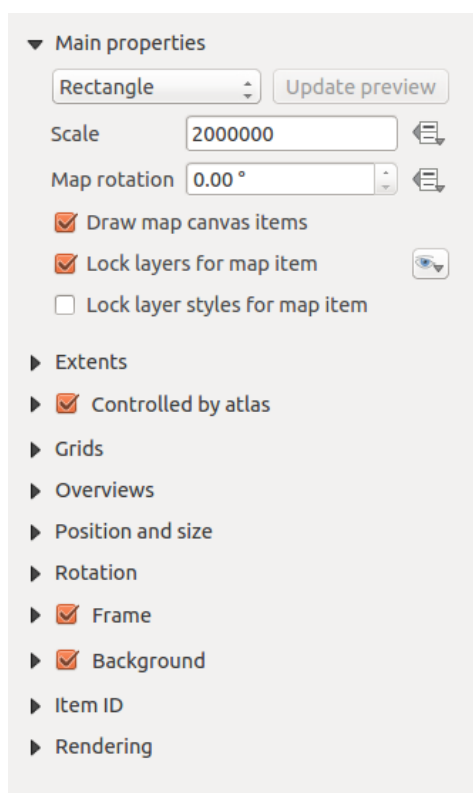 Main properties
Rectangle Update preview
Scale 2000000
Map rotation 0.00 °
Draw map canvas items
Lock layers for map item
Lock layer styles for map item
Extents
Controlled by atlas
Grids
Overviews
Position and size
Rotation
Frame
Background
Item ID
Rendering